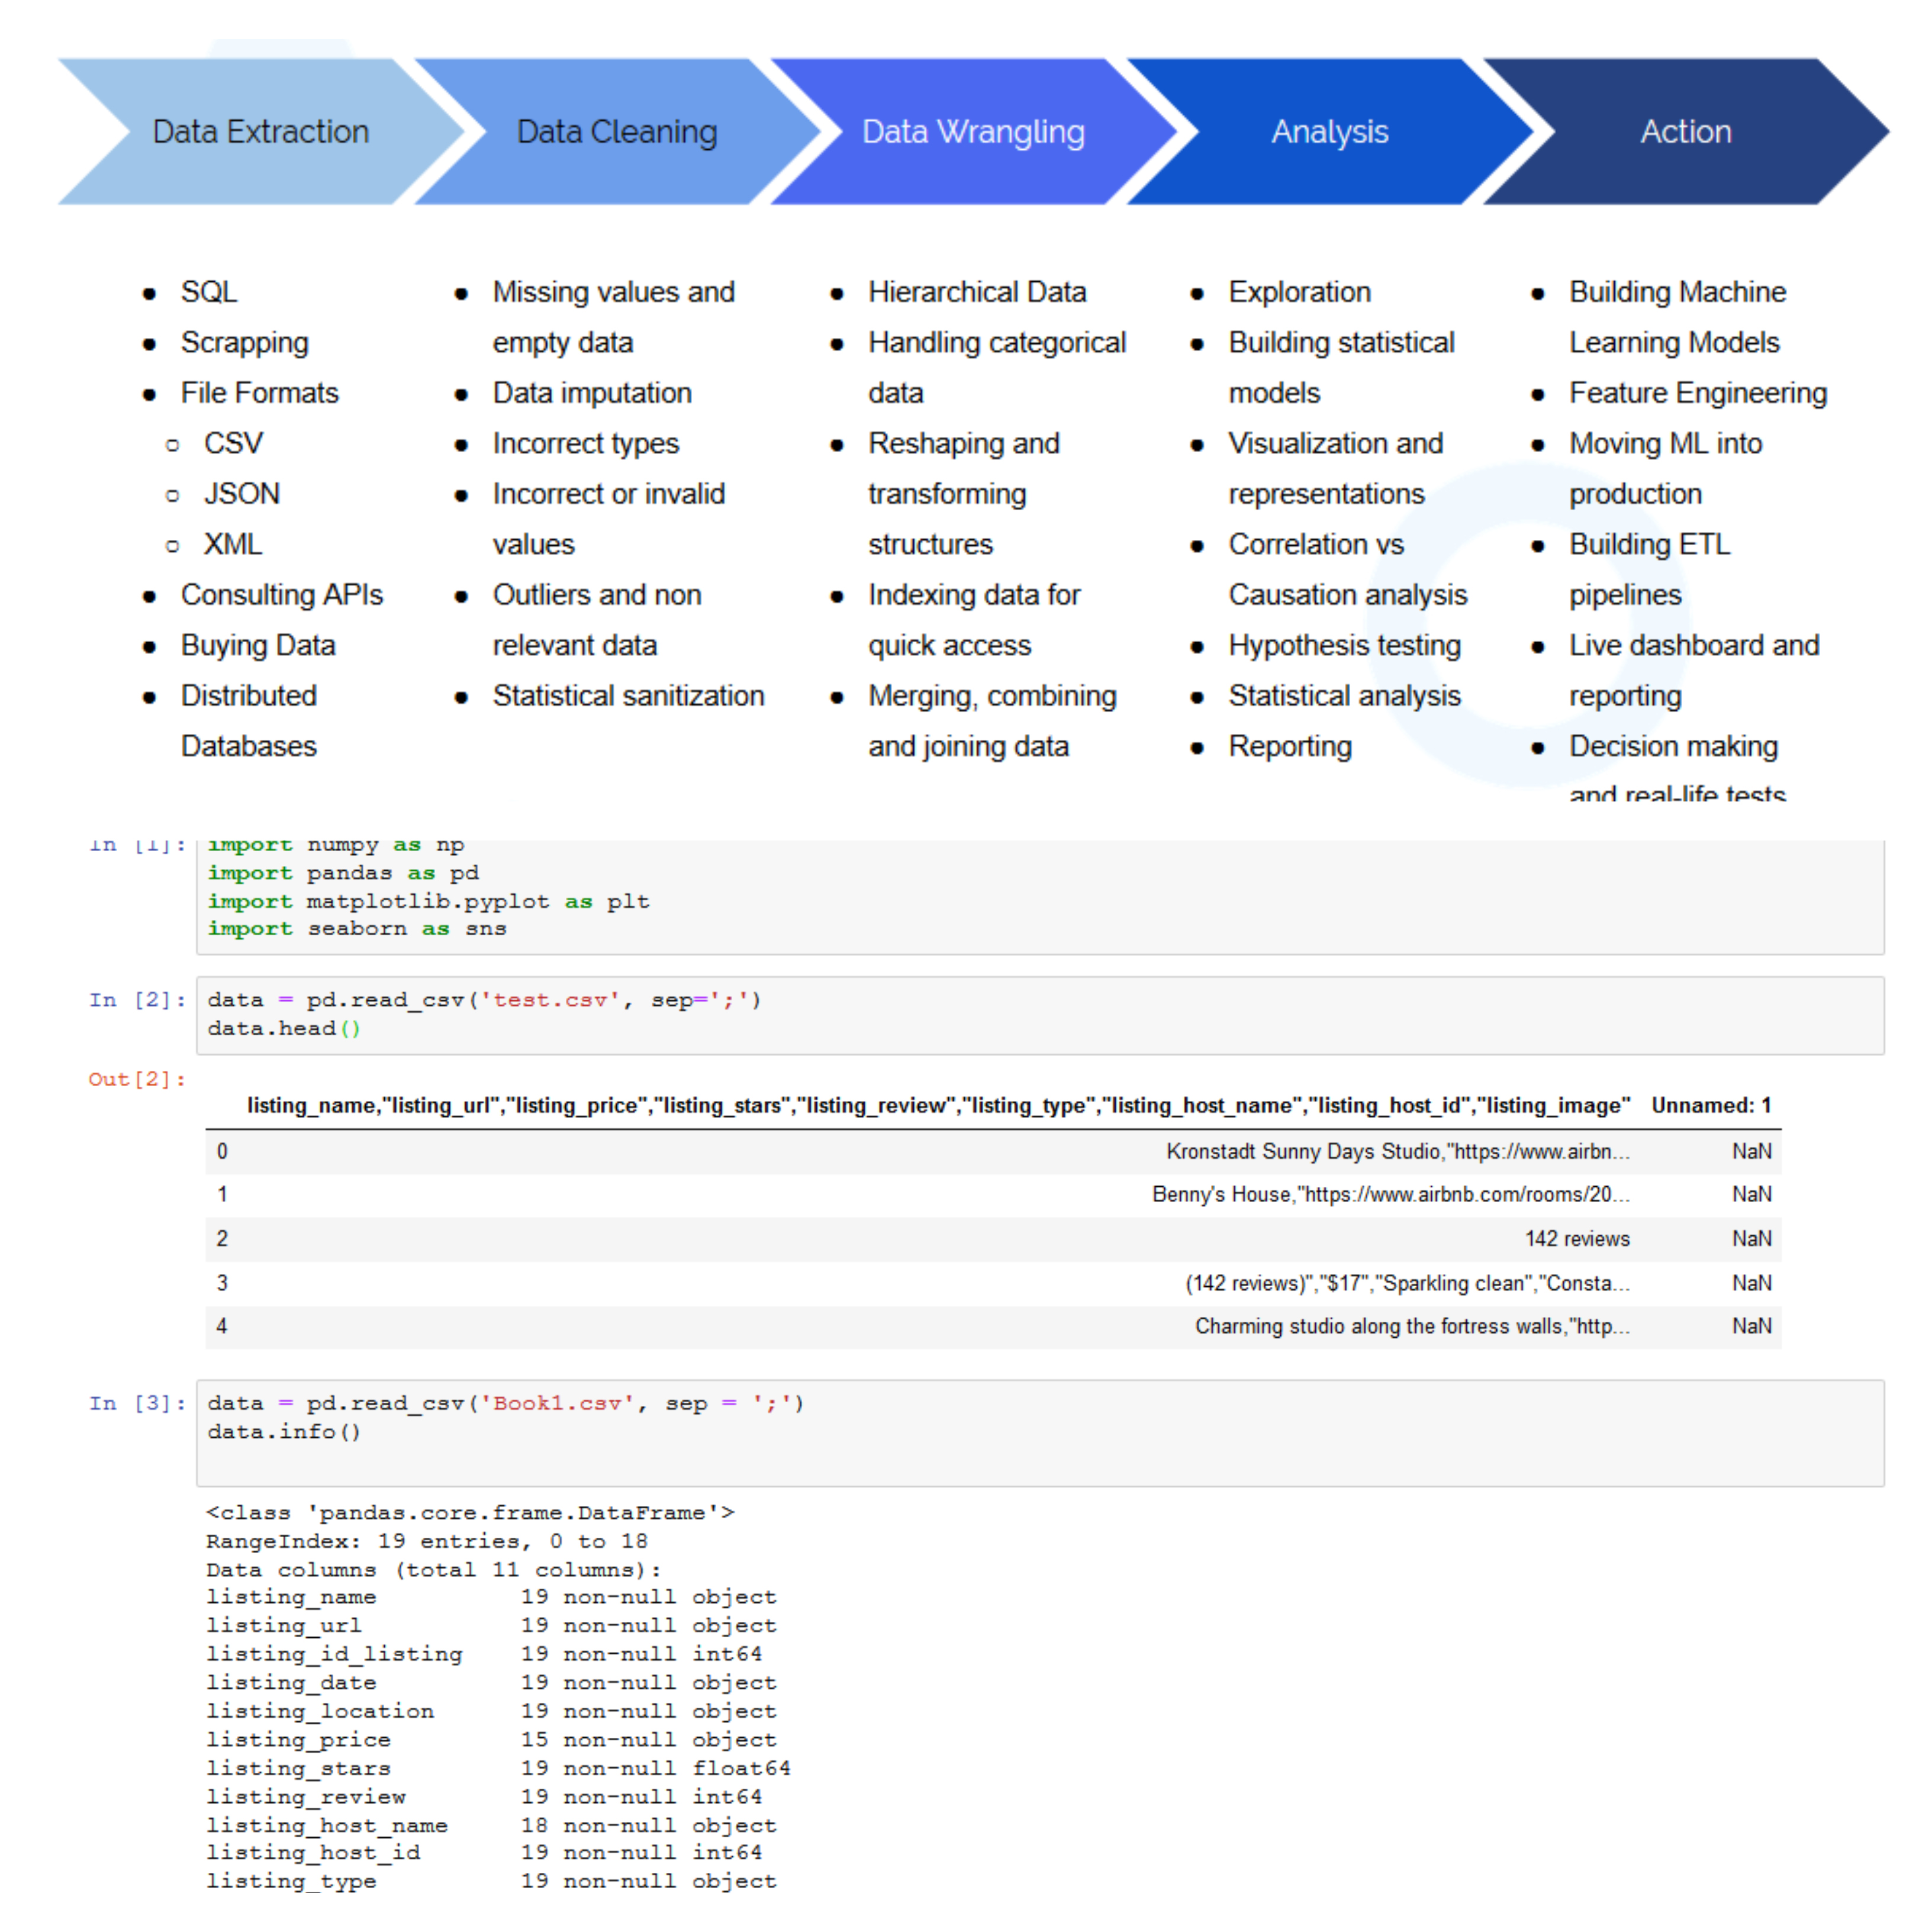 Data Extraction
Data Cleaning
Data Wrangling
Analysis
Action
● SQL
● Scrapping
● File Formats
○ CSV
○ JSON
○ XML
● Consulting APIs
● Buying Data
● Distributed
Databases
● Missing values and
empty data
● Data imputation
● Incorrect types
● Incorrect or invalid
values
● Outliers and non
relevant data
● Statistical sanitization
● Hierarchical Data
● Handling categorical
data
● Reshaping and
transforming
structures
● Indexing data for
quick access
● Merging, combining
and joining data
● Exploration
● Building statistical
models
● Visualization and
representations
● Correlation vs
Causation analysis
● Hypothesis testing
● Statistical analysis
● Reporting
● Building Machine
Learning Models
● Feature Engineering
● Moving ML into
production
● Building ETL
pipelines
● Live dashboard and
reporting
● Decision making
and real-life tests
In [1]: import numpy as np
import pandas as pd
import matplotlib.pyplot as plt
import seaborn as sns
In [2]: data = pd.read_csv('test.csv', sep=';')
data.head()
Out[2]:
listing_name,"listing_url","listing_price","listing_stars","listing_review","listing_type","listing_host_name","listing_host_id","listing_image" Unnamed: 1
0 Kronstadt Sunny Days Studio,"https://www.airbn... NaN
1 Benny's House,"https://www.airbnb.com/rooms/20... NaN
2 142 reviews NaN
3 (142 reviews)","$17","Sparkling clean","Consta... NaN
4 Charming studio along the fortress walls,"http... NaN
In [3]: data = pd.read_csv('Book1.csv', sep = ';')
data.info()
<class 'pandas.core.frame.DataFrame'>
RangeIndex: 19 entries, 0 to 18
Data columns (total 11 columns):
listing_name 19 non-null object
listing_url 19 non-null object
listing_id_listing 19 non-null int64
listing_date 19 non-null object
listing_location 19 non-null object
listing_price 15 non-null object
listing_stars 19 non-null float64
listing_review 19 non-null int64
listing_host_name 18 non-null object
listing_host_id 19 non-null int64
listing_type 19 non-null object